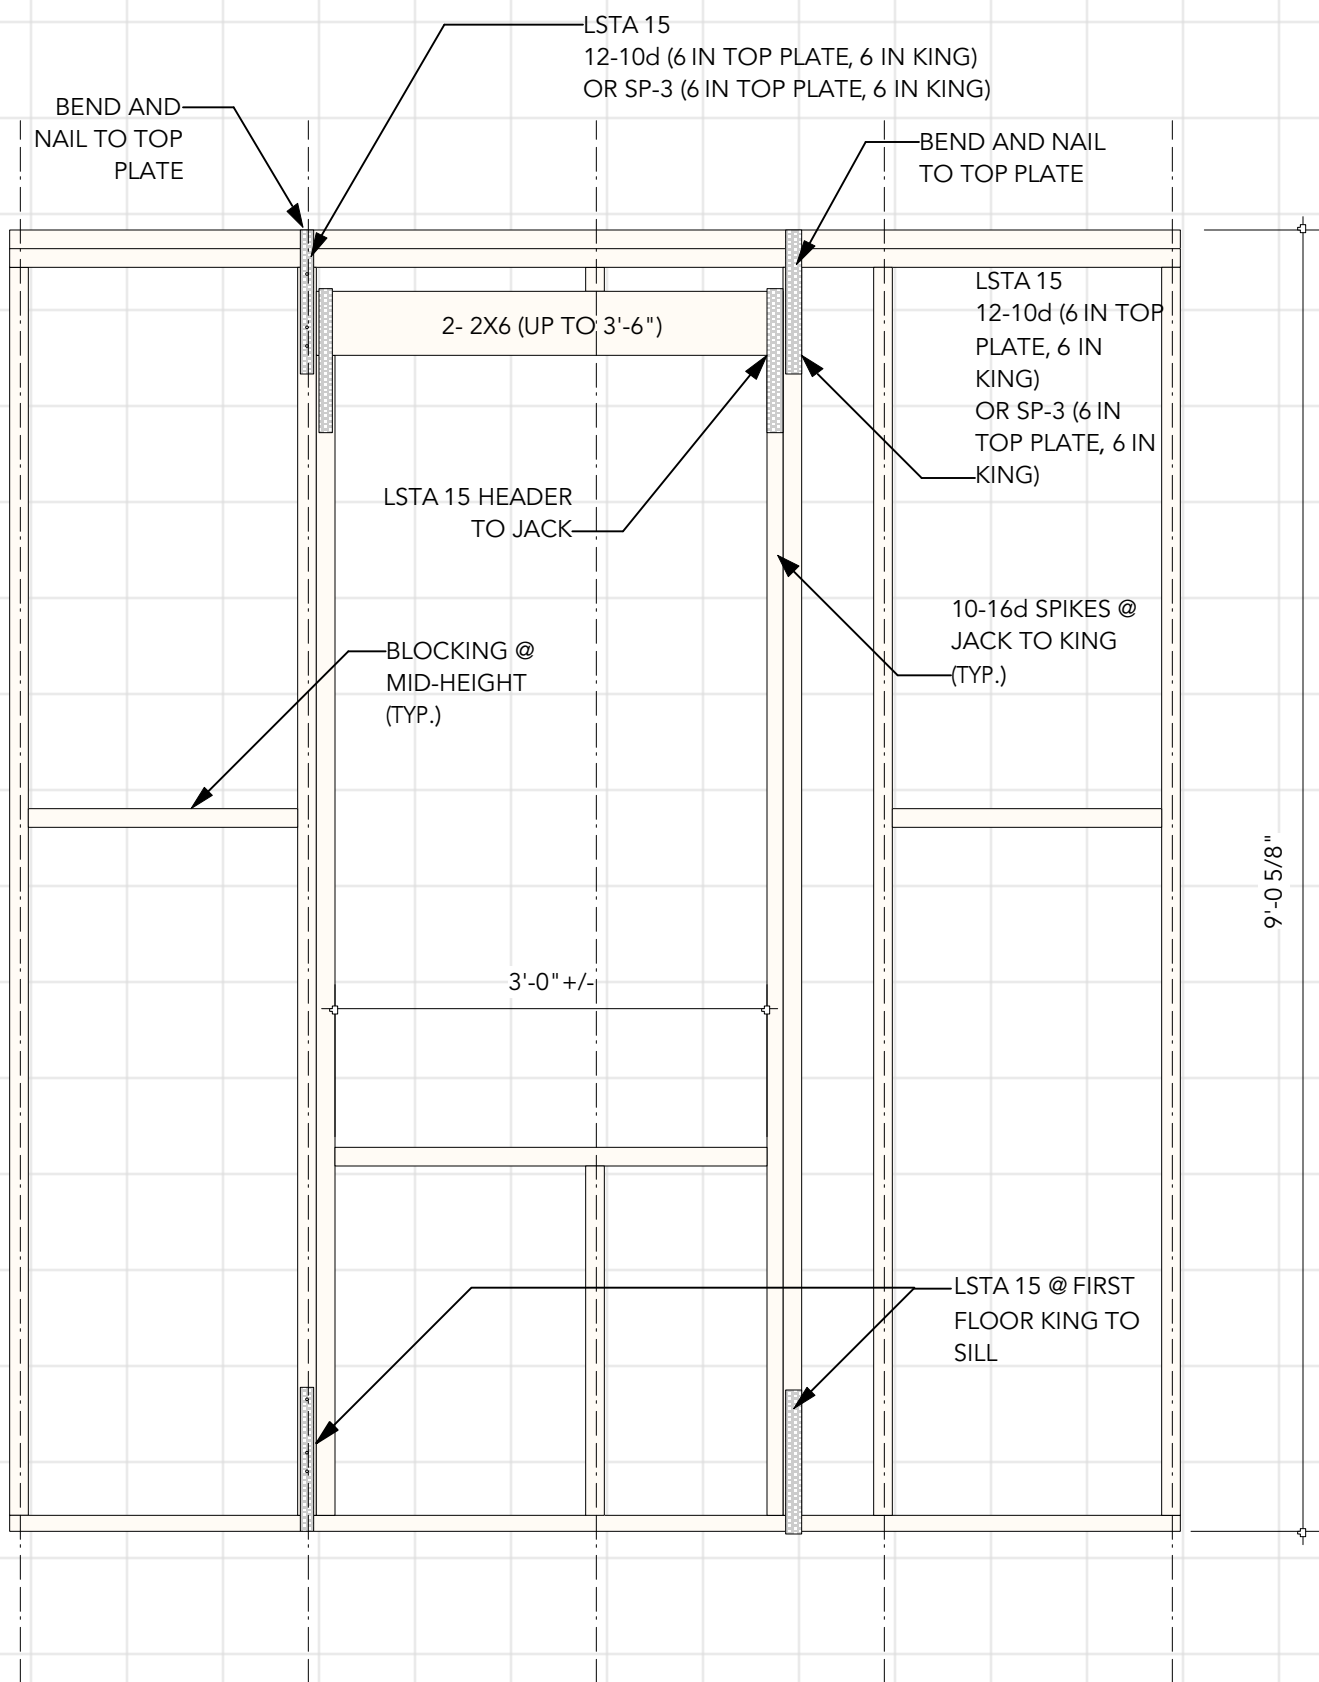 LSTA 15
12-10d (6 IN TOP PLATE, 6 IN KING)
OR SP-3 (6 IN TOP PLATE, 6 IN KING)
BEND AND
NAIL TO TOP
PLATE
BEND AND NAIL
TO TOP PLATE
LSTA 15
12-10d (6 IN TOP
PLATE, 6 IN
KING)
OR SP-3 (6 IN
TOP PLATE, 6 IN
KING)
2- 2X6 (UP TO 3'-6")
LSTA 15 HEADER
TO JACK
10-16d SPIKES @
JACK TO KING
(TYP.)
BLOCKING @
MID-HEIGHT
(TYP.)
9'-0 5/8"
3'-0"+/-
LSTA 15 @ FIRST
FLOOR KING TO
SILL